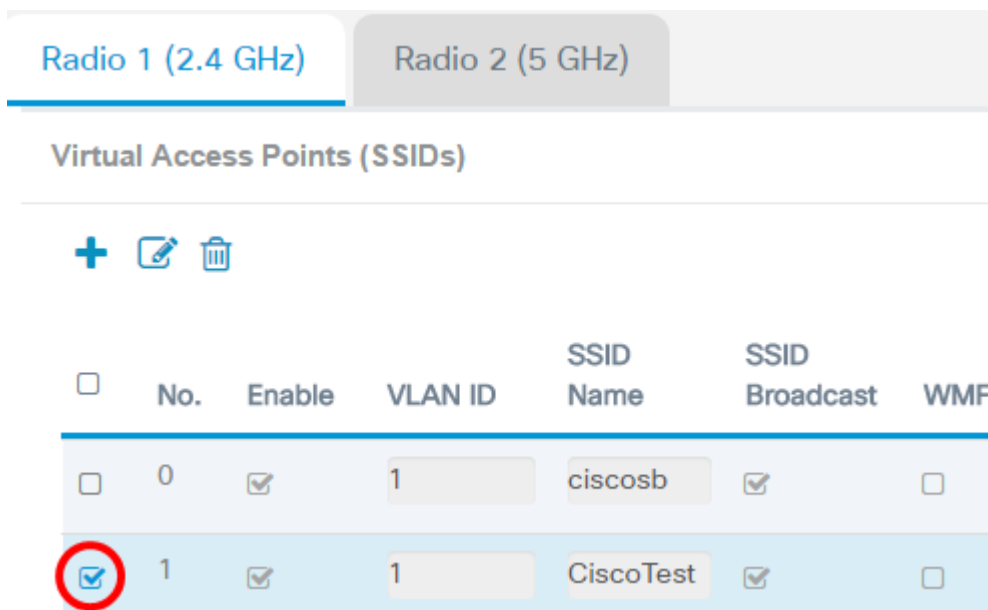 Radio 1 (2.4 GHz) Radio 2 (5 GHz)
Virtual Access Points (SSIDs)
No. Enable VLAN ID SSID Name SSID Broadcast WMF
0 1 ciscosb
1 1 CiscoTest